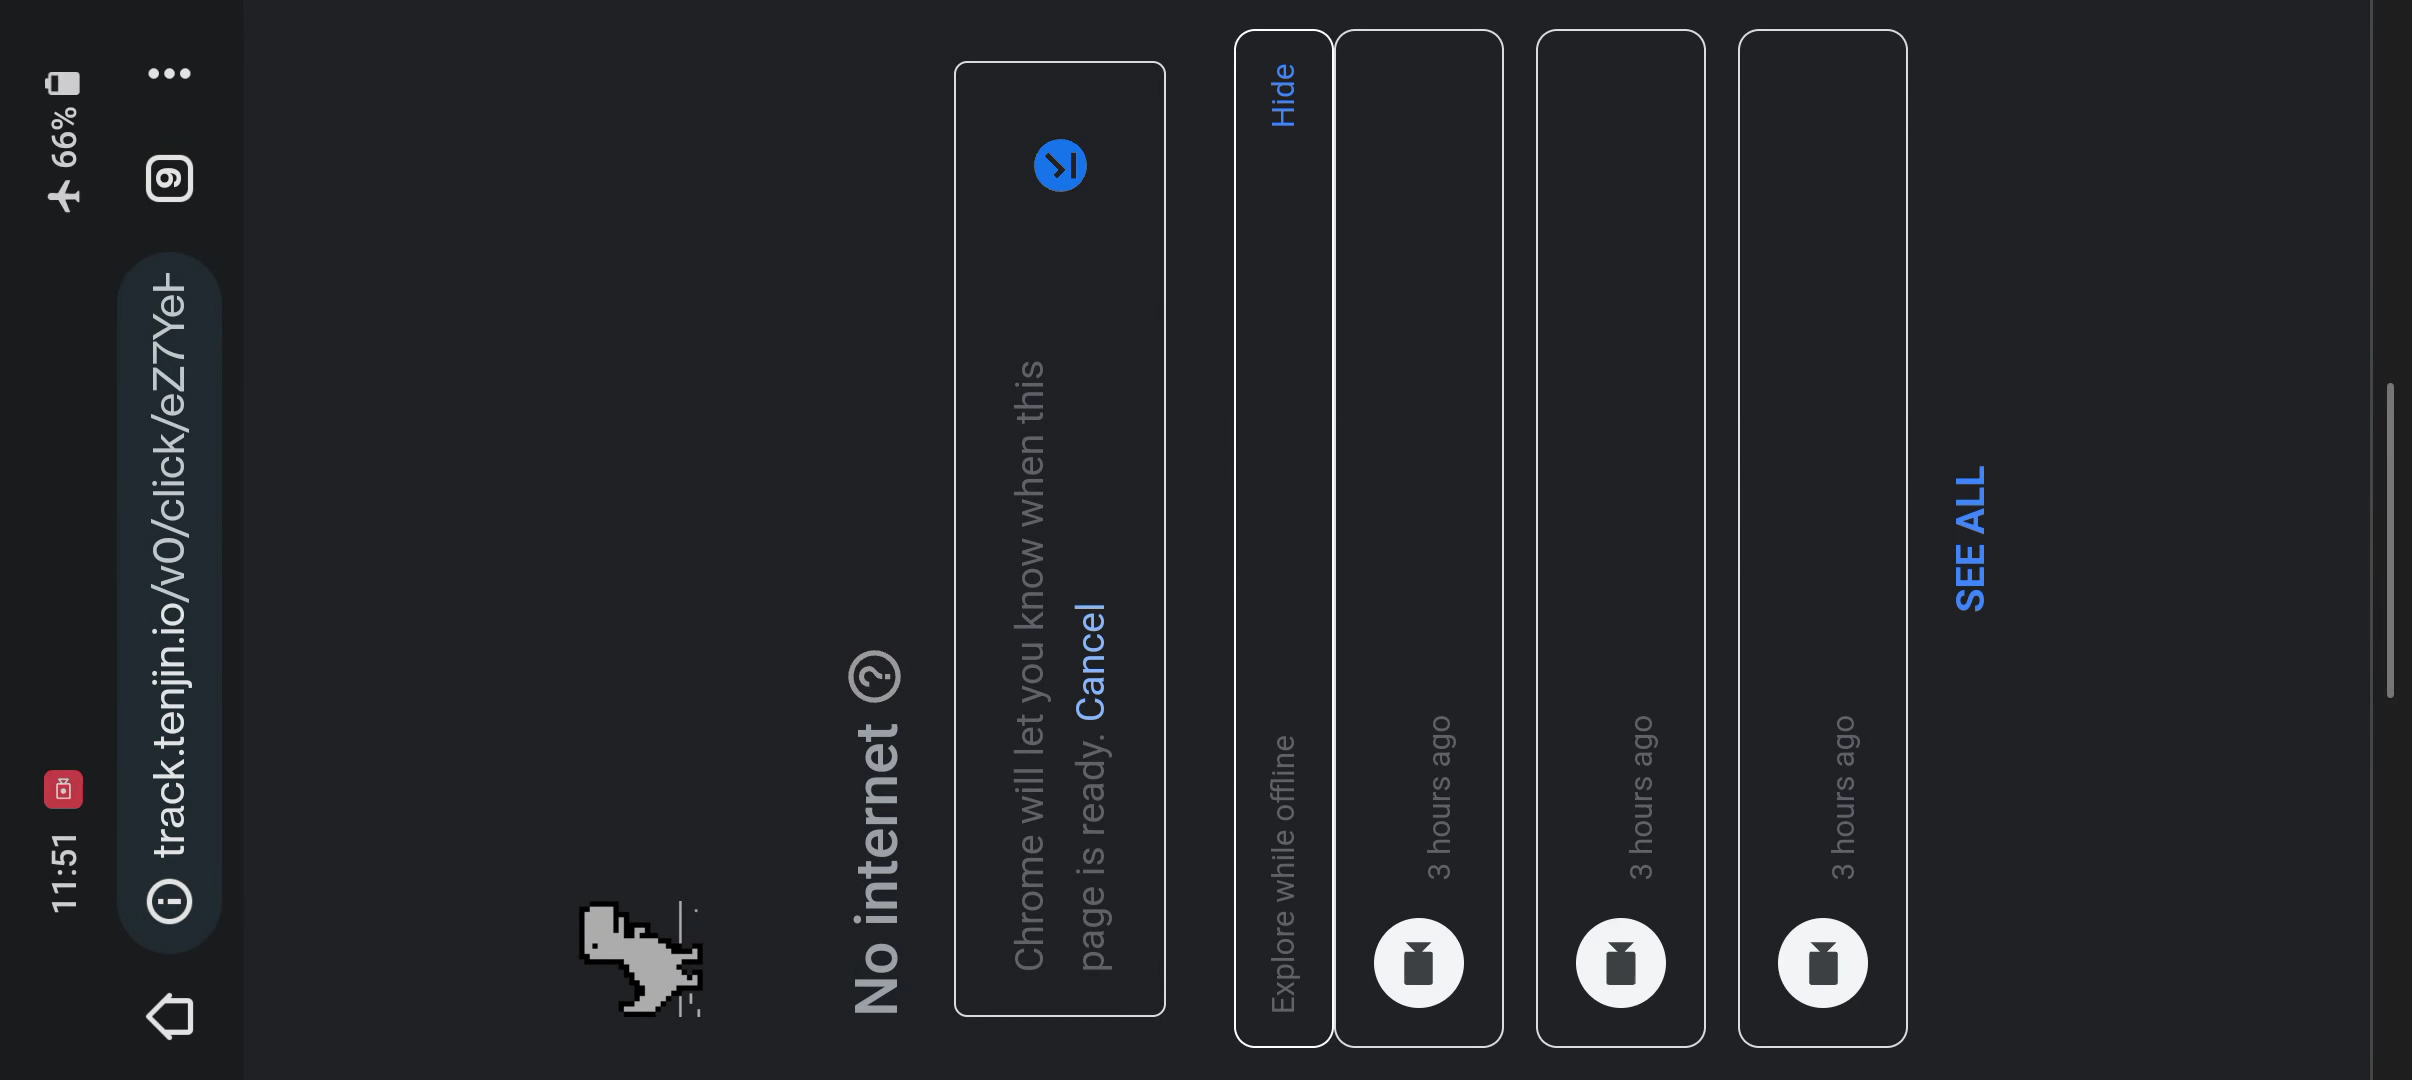 11:51
66%
track.tenjin.io/v0/click/eZ7Ye
9
No internet
Chrome will let you know when this
page is ready. Cancel
Explore while offline
Hide
3 hours ago
3 hours ago
3 hours ago
SEE ALL